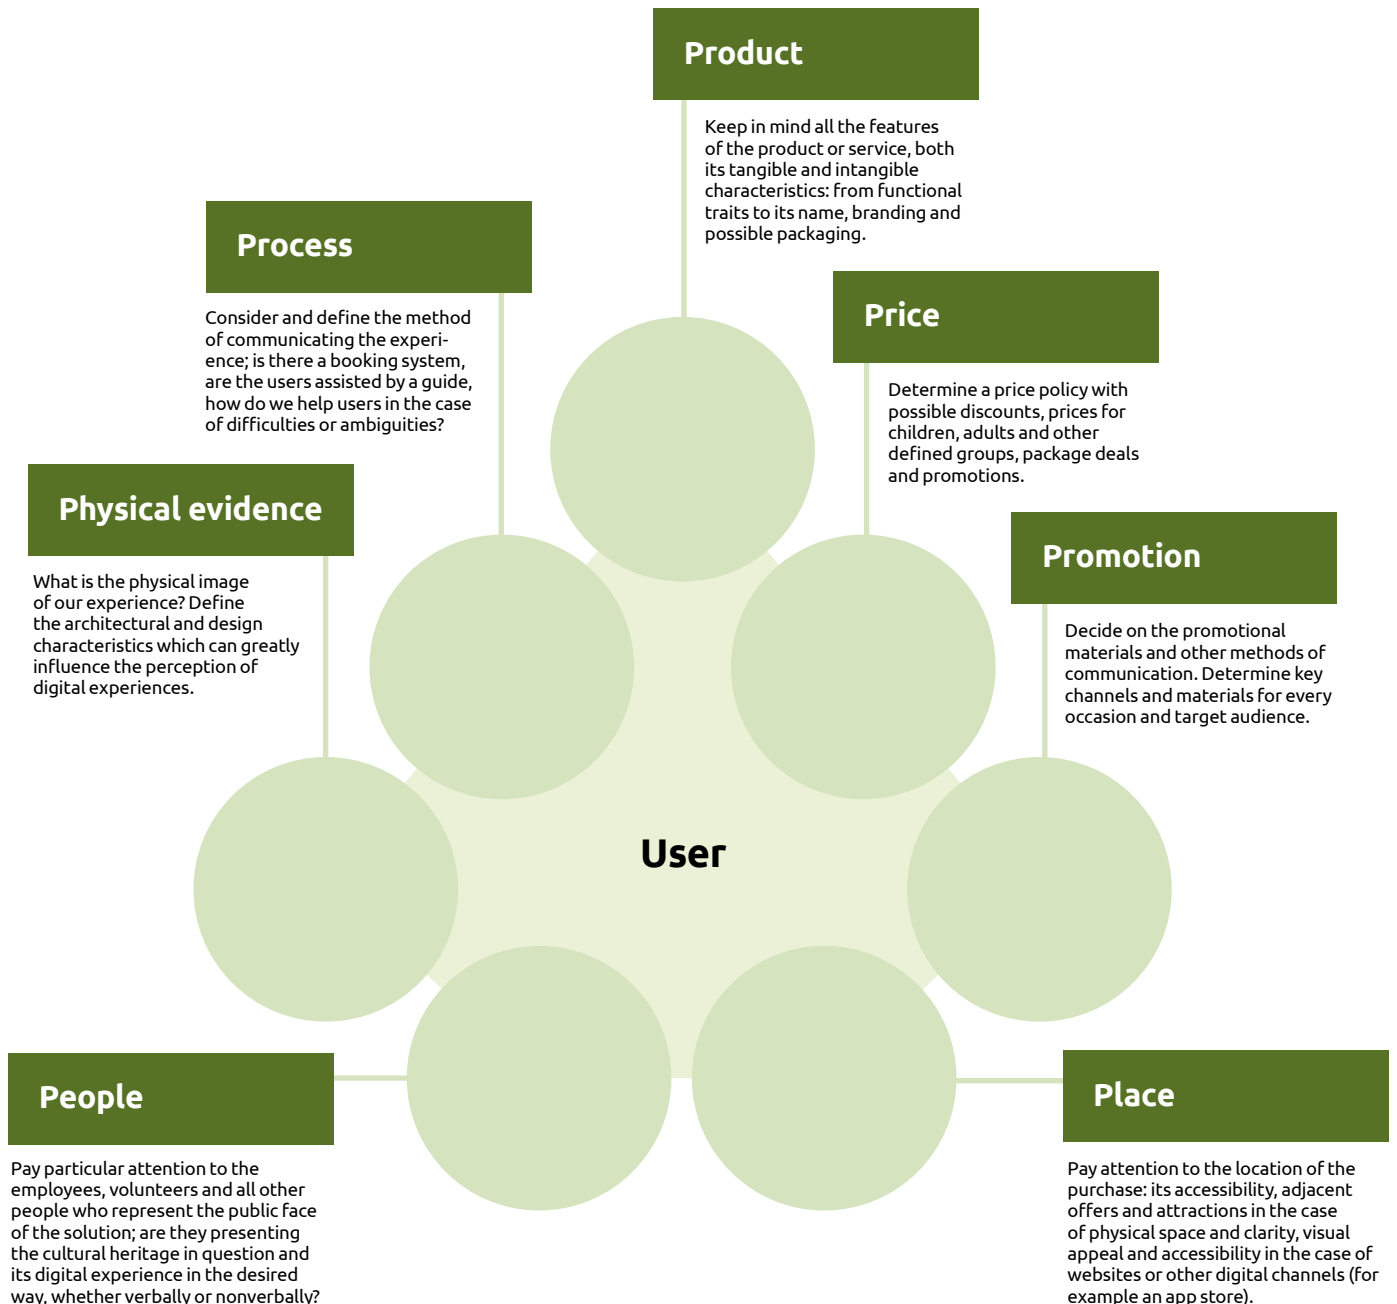 Product
Keep in mind all the features
of the product or service, both
its tangible and intangible
characteristics: from functional
traits to its name, branding and
possible packaging.
Process
Consider and define the method
of communicating the experi-
ence; is there a booking system,
are the users assisted by a guide,
how do we help users in the case
of difficulties or ambiguities?
Price
Determine a price policy with
possible discounts, prices for
children, adults and other
defined groups, package deals
and promotions.
Physical evidence
What is the physical image
of our experience? Define
the architectural and design
characteristics which can greatly
influence the perception of
digital experiences.
Promotion
Decide on the promotional
materials and other methods of
communication. Determine key
channels and materials for every
occasion and target audience.
User
People
Pay particular attention to the
employees, volunteers and all other
people who represent the public face
of the solution; are they presenting
the cultural heritage in question and
its digital experience in the desired
way, whether verbally or nonverbally?
Place
Pay attention to the location of the
purchase: its accessibility, adjacent
offers and attractions in the case
of physical space and clarity, visual
appeal and accessibility in the case of
websites or other digital channels (for
example an app store).